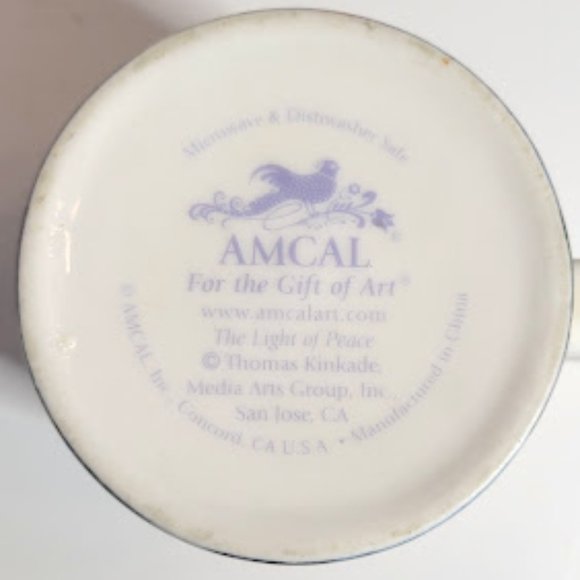 Microwave & Dishwasher Safe
AMCAL
For the Gift of Art®
www.amcalart.com
The Light of Peace
© Thomas Kinkade,
Media Arts Group, Inc.
San Jose, CA
© AMCAL, Inc. Concord, CA U.S.A • Manufactured in China